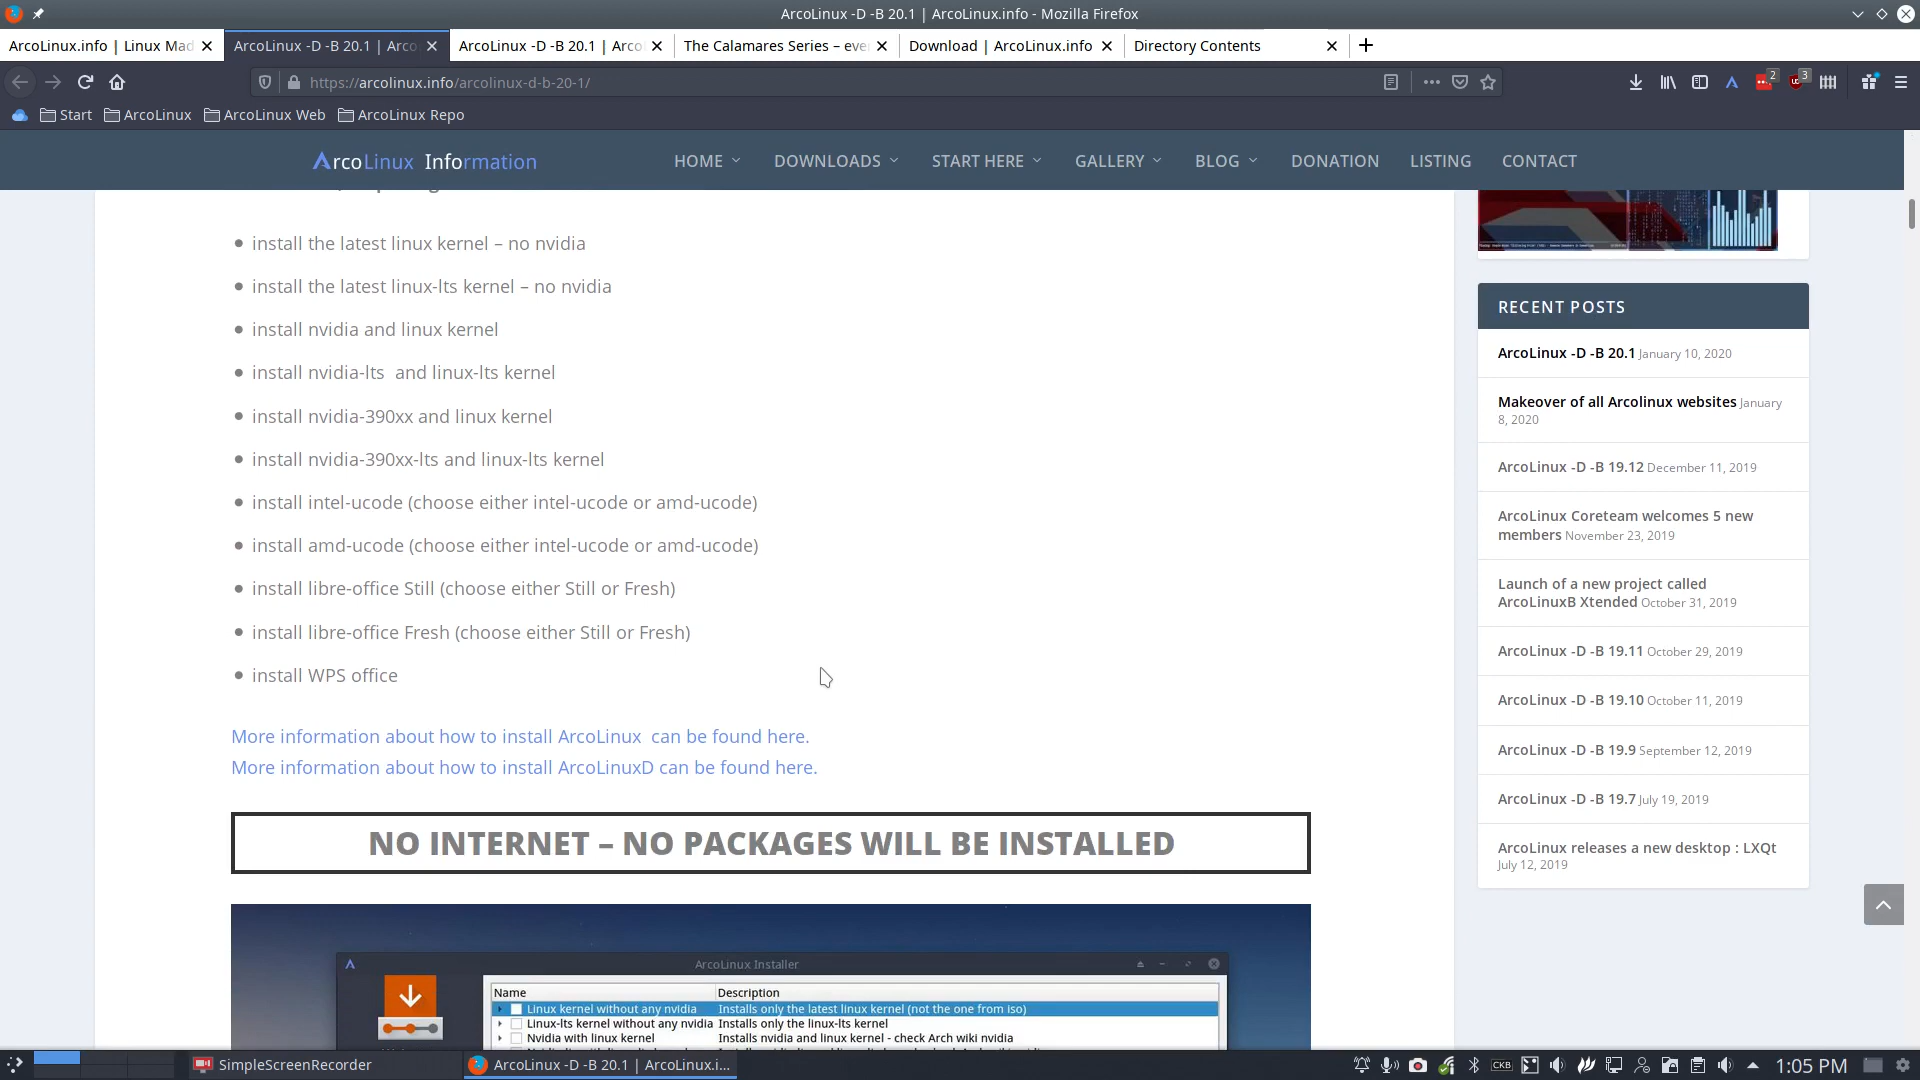 ArcoLinux -D -B 20.1 | ArcoLinux.info - Mozilla Firefox
ArcoLinux.info | Linux Mad
ArcoLinux -D -B 20.1 | Arco
ArcoLinux -D -B 20.1 | Arco
The Calamares Series – eve
Download | ArcoLinux.info
Directory Contents
https://arcolinux.info/arcolinux-d-b-20-1/
2
3
Start
ArcoLinux
ArcoLinux Web
ArcoLinux Repo
ArcoLinux Information
HOME
DOWNLOADS
START HERE
GALLERY
BLOG
DONATION
LISTING
CONTACT
install the latest linux kernel – no nvidia
install the latest linux-lts kernel – no nvidia
install nvidia and linux kernel
install nvidia-lts and linux-lts kernel
install nvidia-390xx and linux kernel
install nvidia-390xx-lts and linux-lts kernel
install intel-ucode (choose either intel-ucode or amd-ucode)
install amd-ucode (choose either intel-ucode or amd-ucode)
install libre-office Still (choose either Still or Fresh)
install libre-office Fresh (choose either Still or Fresh)
install WPS office
More information about how to install ArcoLinux can be found here.
More information about how to install ArcoLinuxD can be found here.
NO INTERNET – NO PACKAGES WILL BE INSTALLED
ArcoLinux Installer
Name Description
Linux kernel without any nvidia Installs only the latest linux kernel (not the one from iso)
Linux-lts kernel without any nvidia Installs only the linux-lts kernel
Nvidia with linux kernel Installs nvidia and linux kernel - check Arch wiki nvidia
RECENT POSTS
ArcoLinux -D -B 20.1 January 10, 2020
Makeover of all Arcolinux websites January
8, 2020
ArcoLinux -D -B 19.12 December 11, 2019
ArcoLinux Coreteam welcomes 5 new
members November 23, 2019
Launch of a new project called
ArcoLinuxB Xtended October 31, 2019
ArcoLinux -D -B 19.11 October 29, 2019
ArcoLinux -D -B 19.10 October 11, 2019
ArcoLinux -D -B 19.9 September 12, 2019
ArcoLinux -D -B 19.7 July 19, 2019
ArcoLinux releases a new desktop : LXQt
July 12, 2019
SimpleScreenRecorder
ArcoLinux -D -B 20.1 | ArcoLinux.i...
CKB
1:05 PM